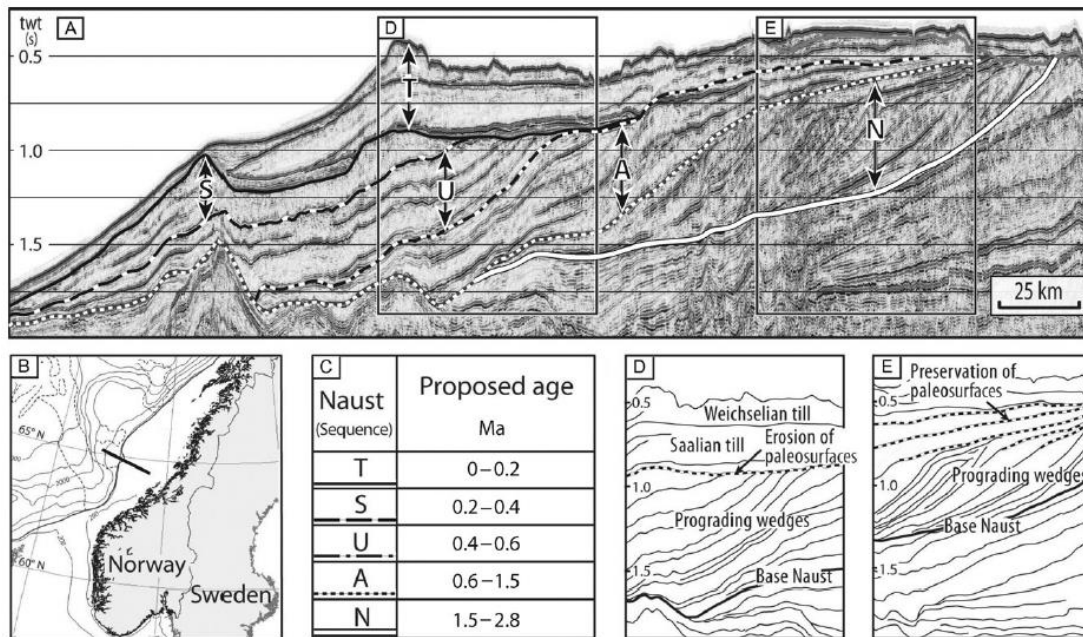 twt
(s)
A
D
E
0.5
1.0
1.5
T
S
U
A
N
25 km
B
65° N
60° N
2000
200
Norway
Sweden
C
Naust
(Sequence)
Proposed age
Ma
T
0–0.2
S
0.2–0.4
U
0.4–0.6
A
0.6–1.5
N
1.5–2.8
D
0.5
Weichselian till
Saalian till
Erosion of
paleosurfaces
1.0
Prograding wedges
1.5
Base Naust
E
Preservation of
paleosurfaces
0.5
Prograding wedges
1.0
Base Naust
1.5